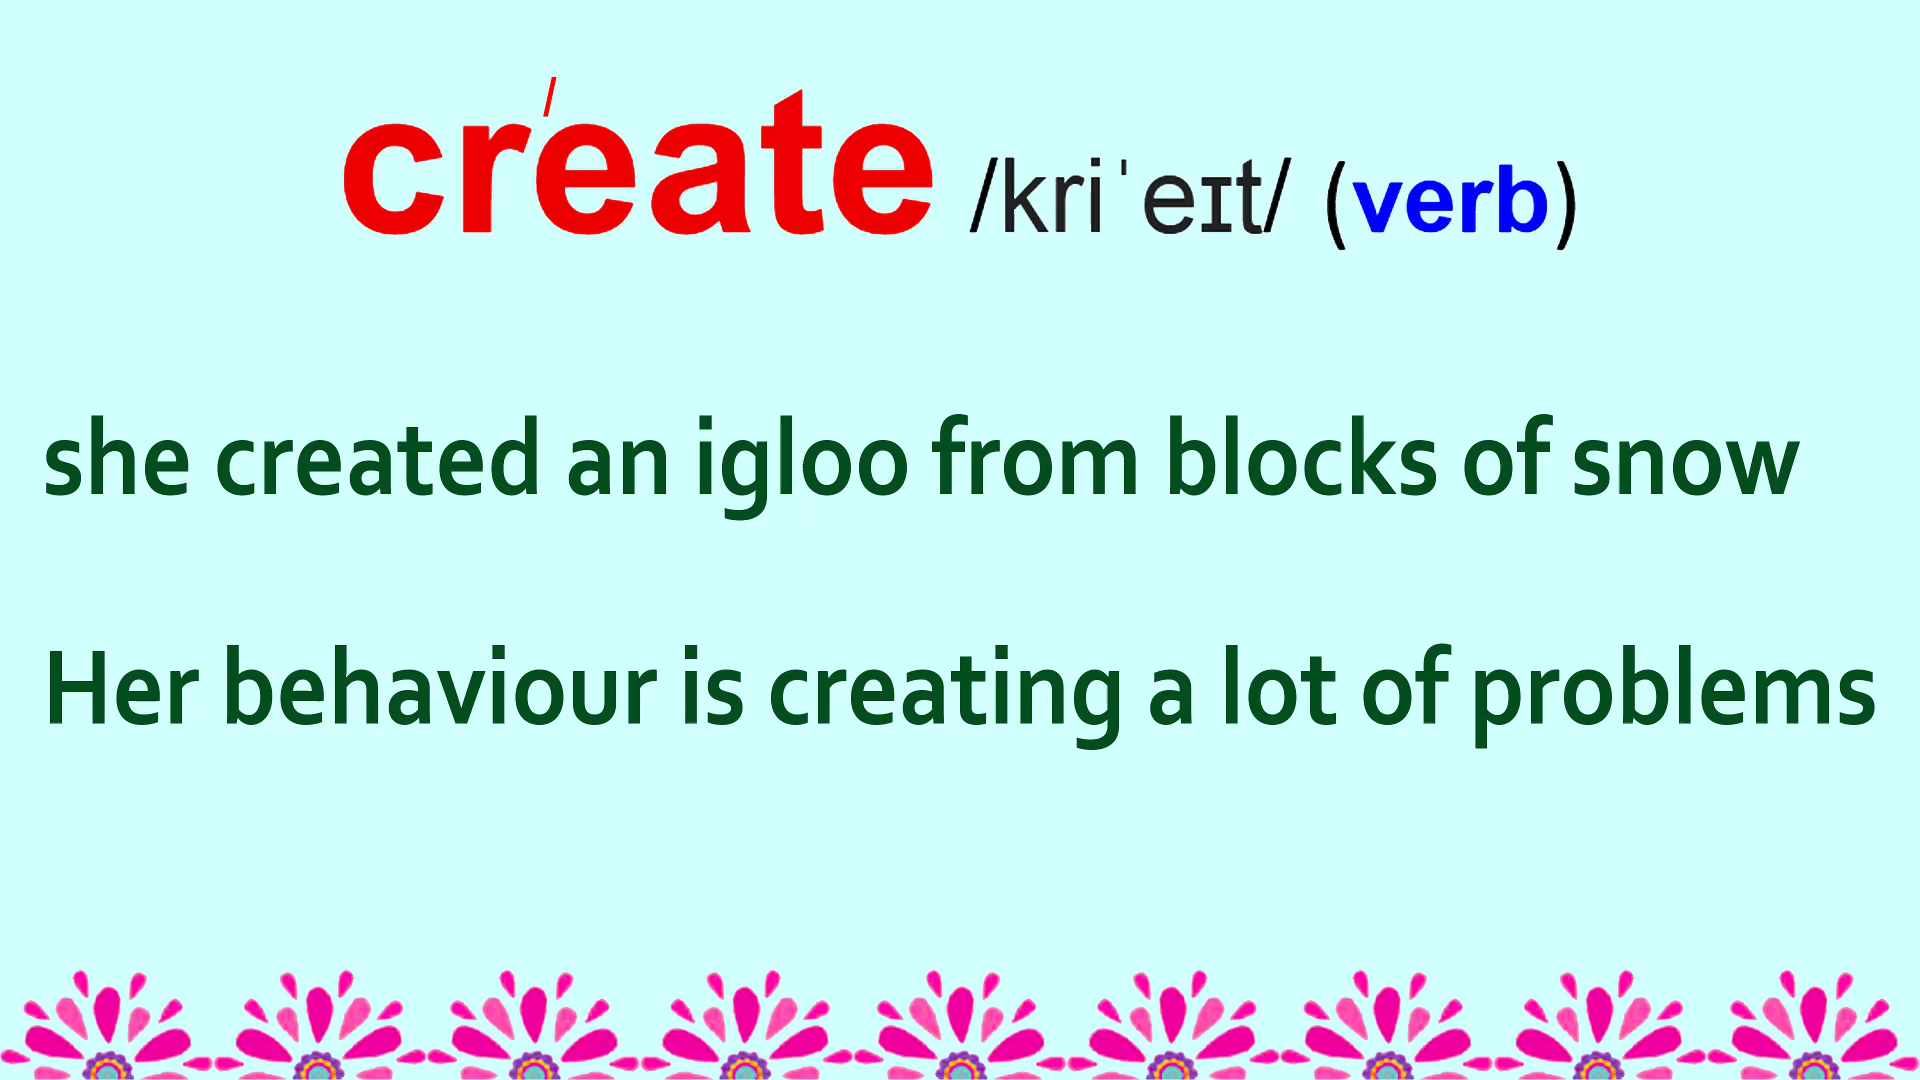 create /kriˈeɪt/ (verb)
she created an igloo from blocks of snow
Her behaviour is creating a lot of problems